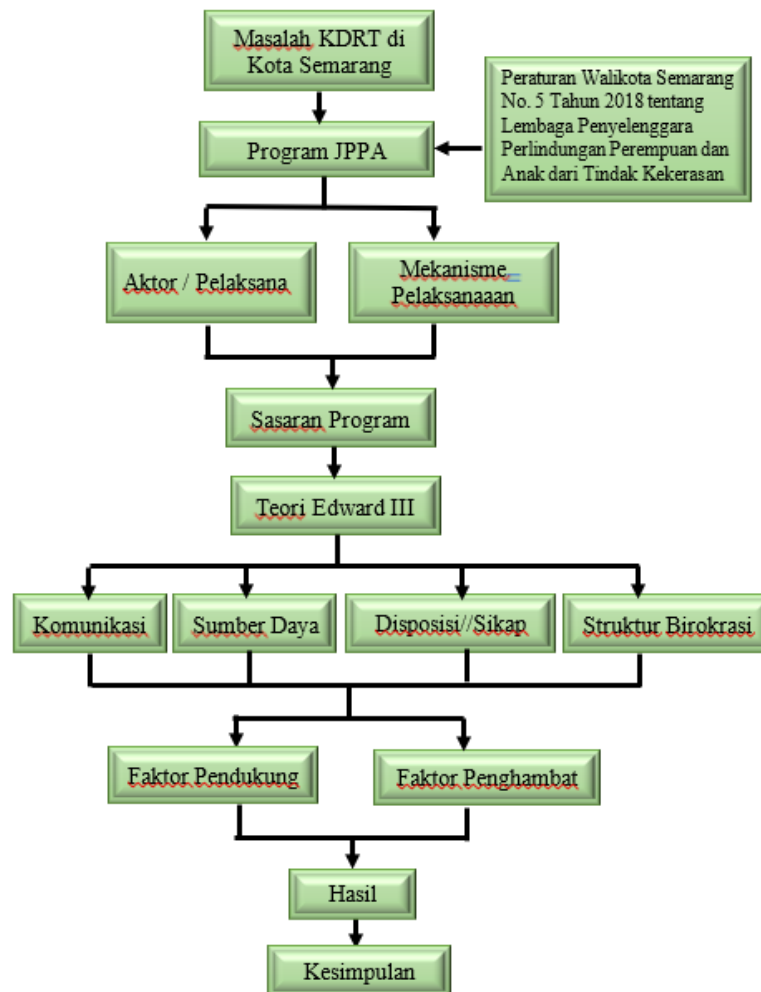 Masalah KDRT di
Kota Semarang
Peraturan Walikota Semarang
No. 5 Tahun 2018 tentang
Lembaga Penyelenggara
Perlindungan Perempuan dan
Anak dari Tindak Kekerasan
Program JPPA
Aktor / Pelaksana
Mekanisme
Pelaksanaaan
Sasaran Program
Teori Edward III
Komunikasi
Sumber Daya
Disposisi//Sikap
Struktur Birokrasi
Faktor Pendukung
Faktor Penghambat
Hasil
Kesimpulan